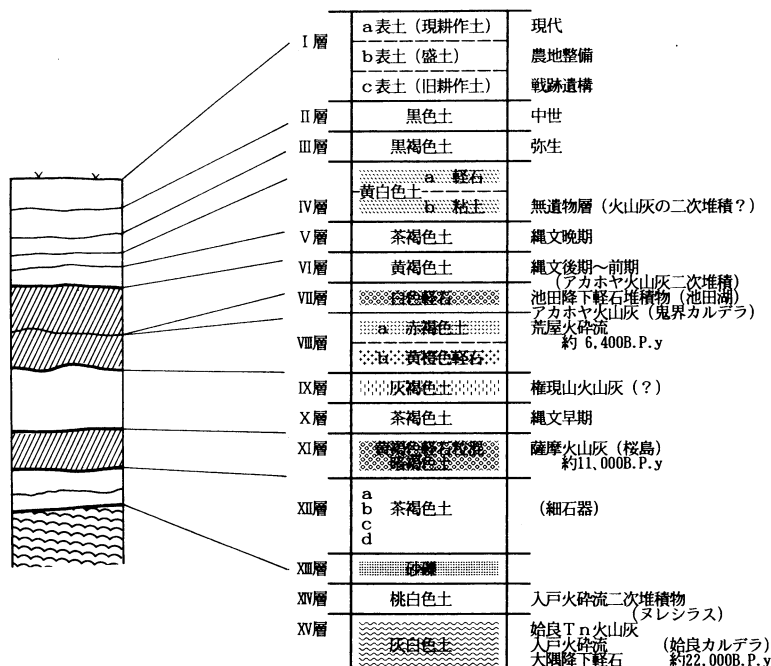 Ⅰ層
a表土（現耕作土） 現代
b表土（盛土） 農地整備
c表土（旧耕作土） 戦跡遺構
Ⅱ層 黒色土 中世
Ⅲ層 黒褐色土 弥生
a 軽石
黄白色土
Ⅳ層 b 粘土 無遺物層（火山灰の二次堆積？）
Ⅴ層 茶褐色土 縄文晩期
Ⅵ層 黄褐色土 縄文後期～前期
（アカホヤ火山灰二次堆積）
Ⅶ層 白色軽石 池田降下軽石堆積物（池田湖）
アカホヤ火山灰（鬼界カルデラ）
a 赤褐色土 荒屋火砕流
Ⅷ層 約 6,400B.P.y
b 黄橙色軽石
Ⅸ層 灰褐色土 権現山火山灰（？）
Ⅹ層 茶褐色土 縄文早期
Ⅺ層 黄褐色軽石粒混 薩摩火山灰（桜島）
暗褐色土 約11,000B.P.y
a
Ⅻ層 b 茶褐色土 （細石器）
c
d
XIII層 砂礫
XIV層 桃白色土 入戸火砕流二次堆積物
（ヌレシラス）
XV層 姶良Ｔｎ火山灰
灰白色土 入戸火砕流 （姶良カルデラ）
大隅降下軽石 約22,000B.P.y